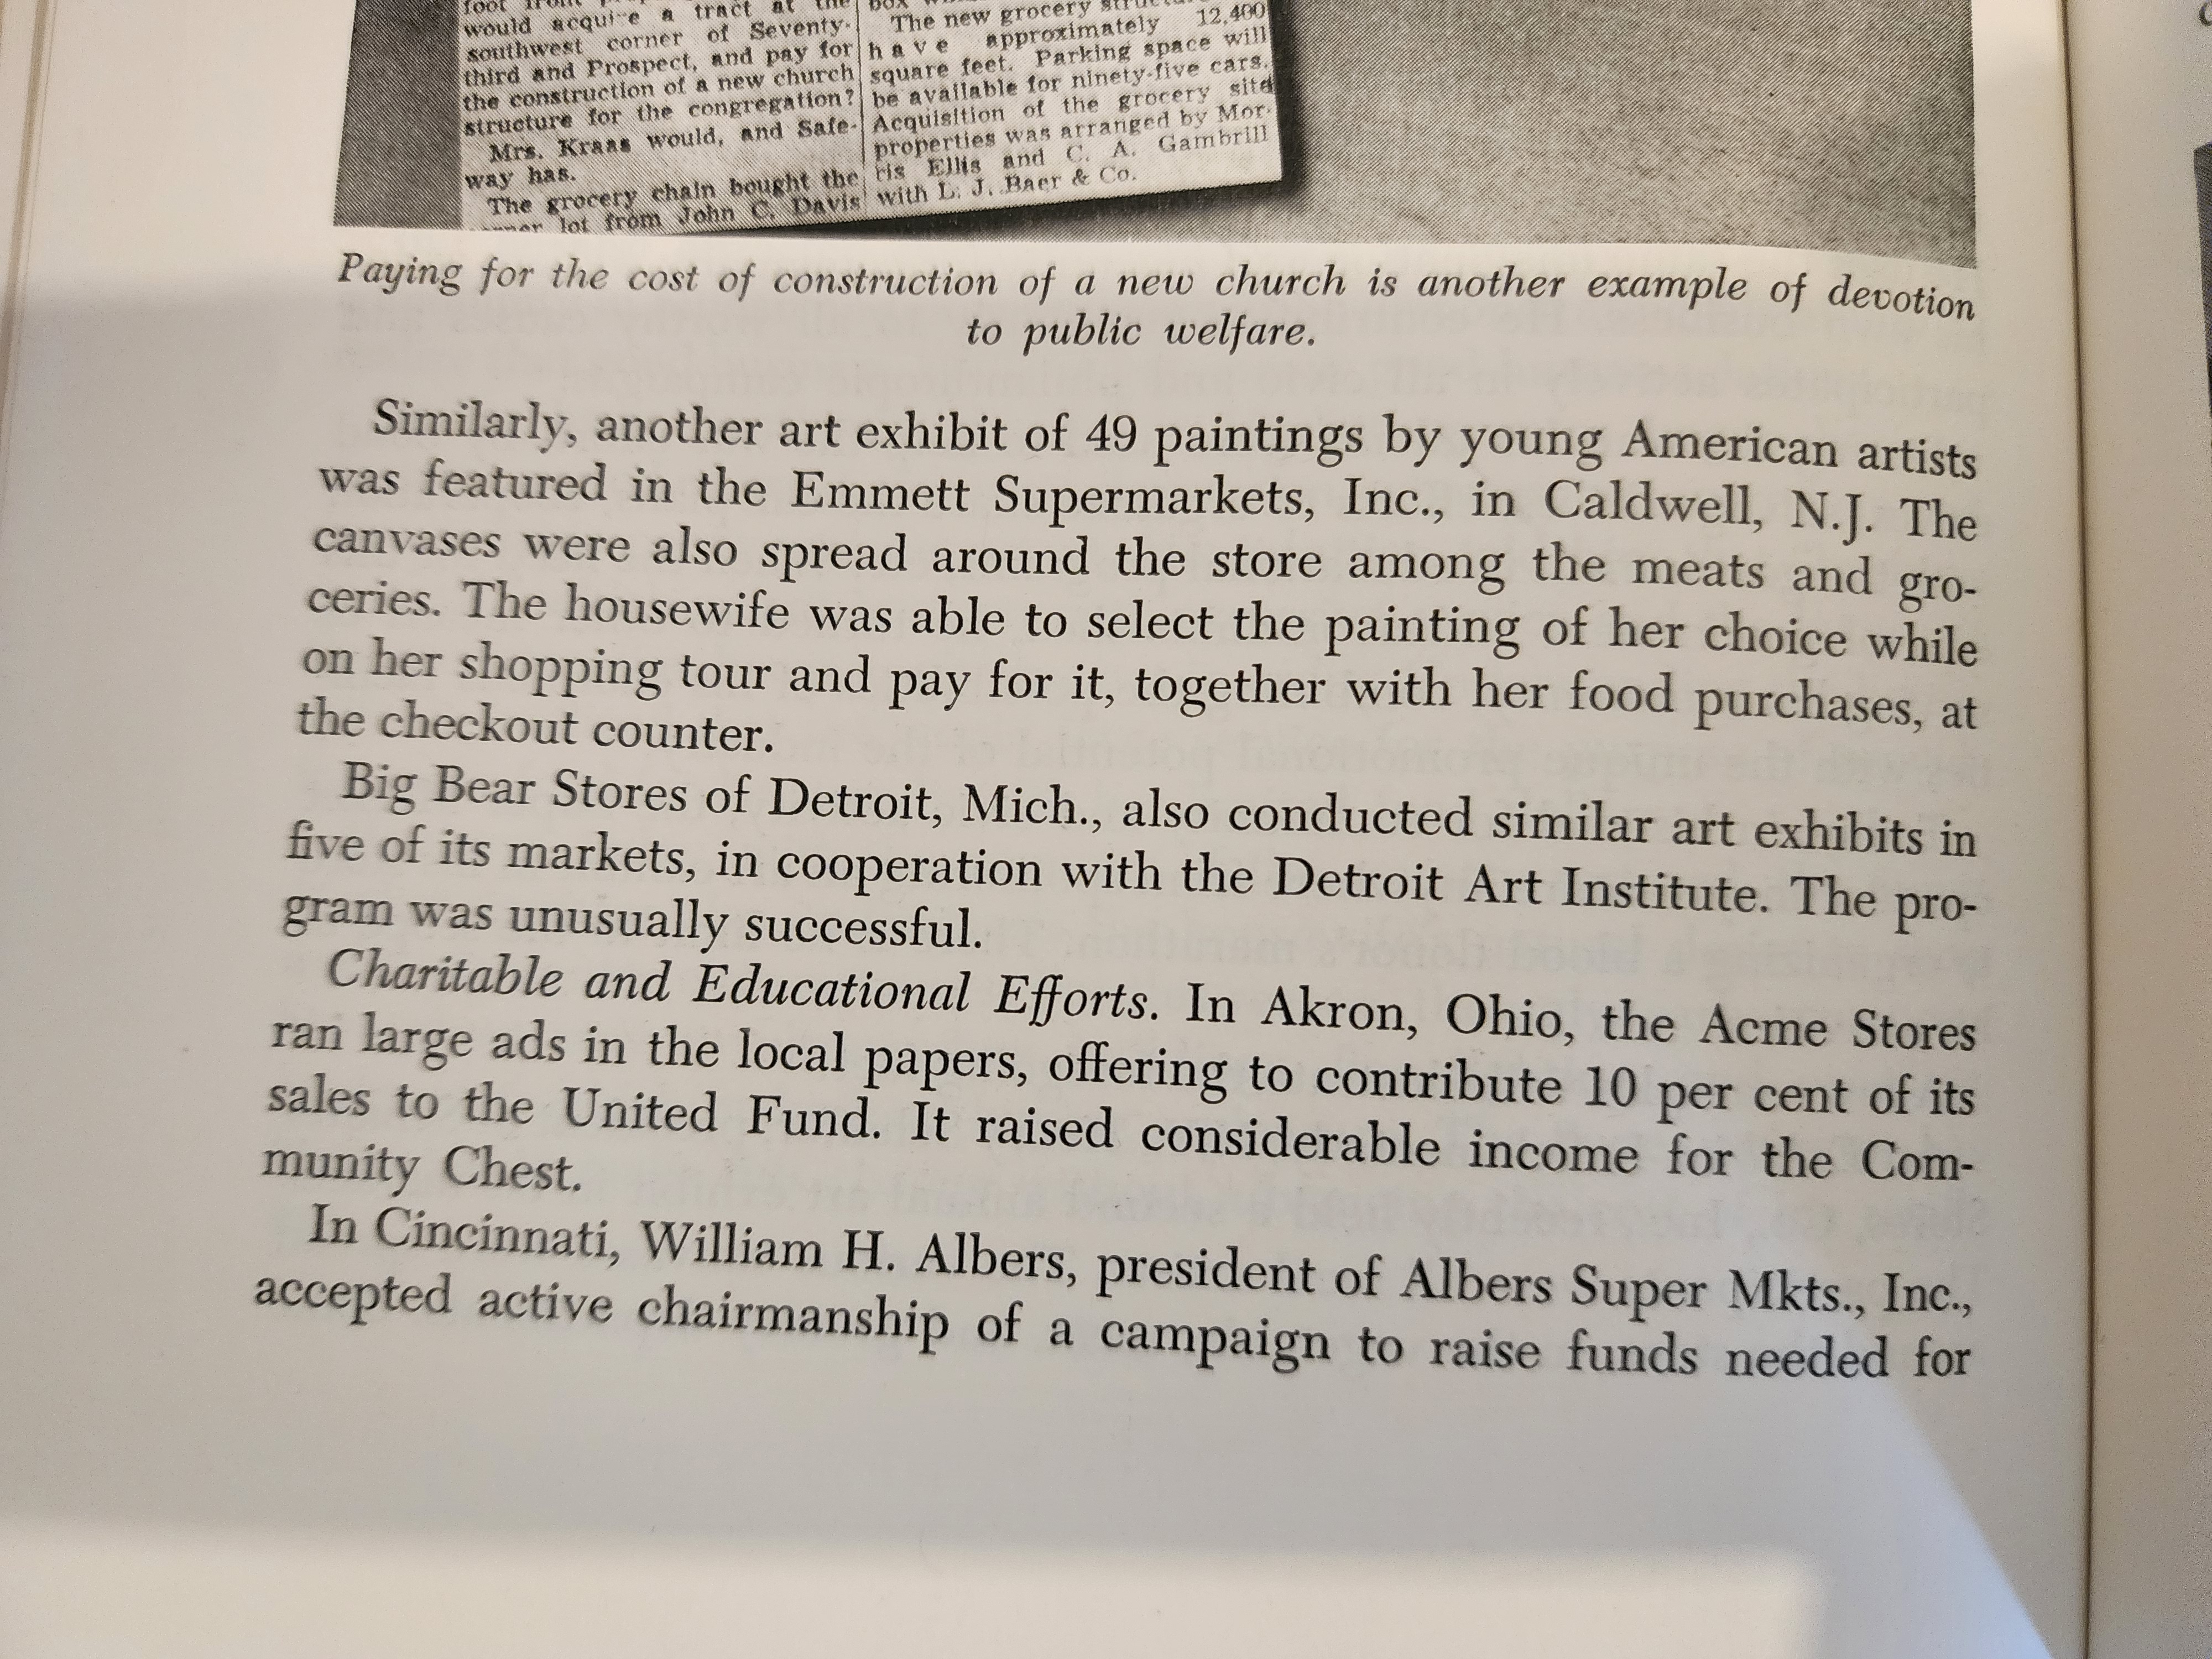 would acquire a tract at the
southwest corner of Seventy-
third and Prospect, and pay for
the construction of a new church
structure for the congregation?
Mrs. Kraas would, and Safe-
way has.
The grocery chain bought the
lot from John C. Davis
The new grocery
have approximately 12,400
square feet. Parking space will
be available for ninety-five cars.
Acquisition of the grocery site
properties was arranged by Mor-
ris Ellis and C. A. Gambrill
with L. J. Baer & Co.
Paying for the cost of construction of a new church is another example of devotion
to public welfare.
Similarly, another art exhibit of 49 paintings by young American artists
was featured in the Emmett Supermarkets, Inc., in Caldwell, N.J. The
canvases were also spread around the store among the meats and gro-
ceries. The housewife was able to select the painting of her choice while
on her shopping tour and pay for it, together with her food purchases, at
the checkout counter.
Big Bear Stores of Detroit, Mich., also conducted similar art exhibits in
five of its markets, in cooperation with the Detroit Art Institute. The pro-
gram was unusually successful.
Charitable and Educational Efforts. In Akron, Ohio, the Acme Stores
ran large ads in the local papers, offering to contribute 10 per cent of its
sales to the United Fund. It raised considerable income for the Com-
munity Chest.
In Cincinnati, William H. Albers, president of Albers Super Mkts., Inc.,
accepted active chairmanship of a campaign to raise funds needed for